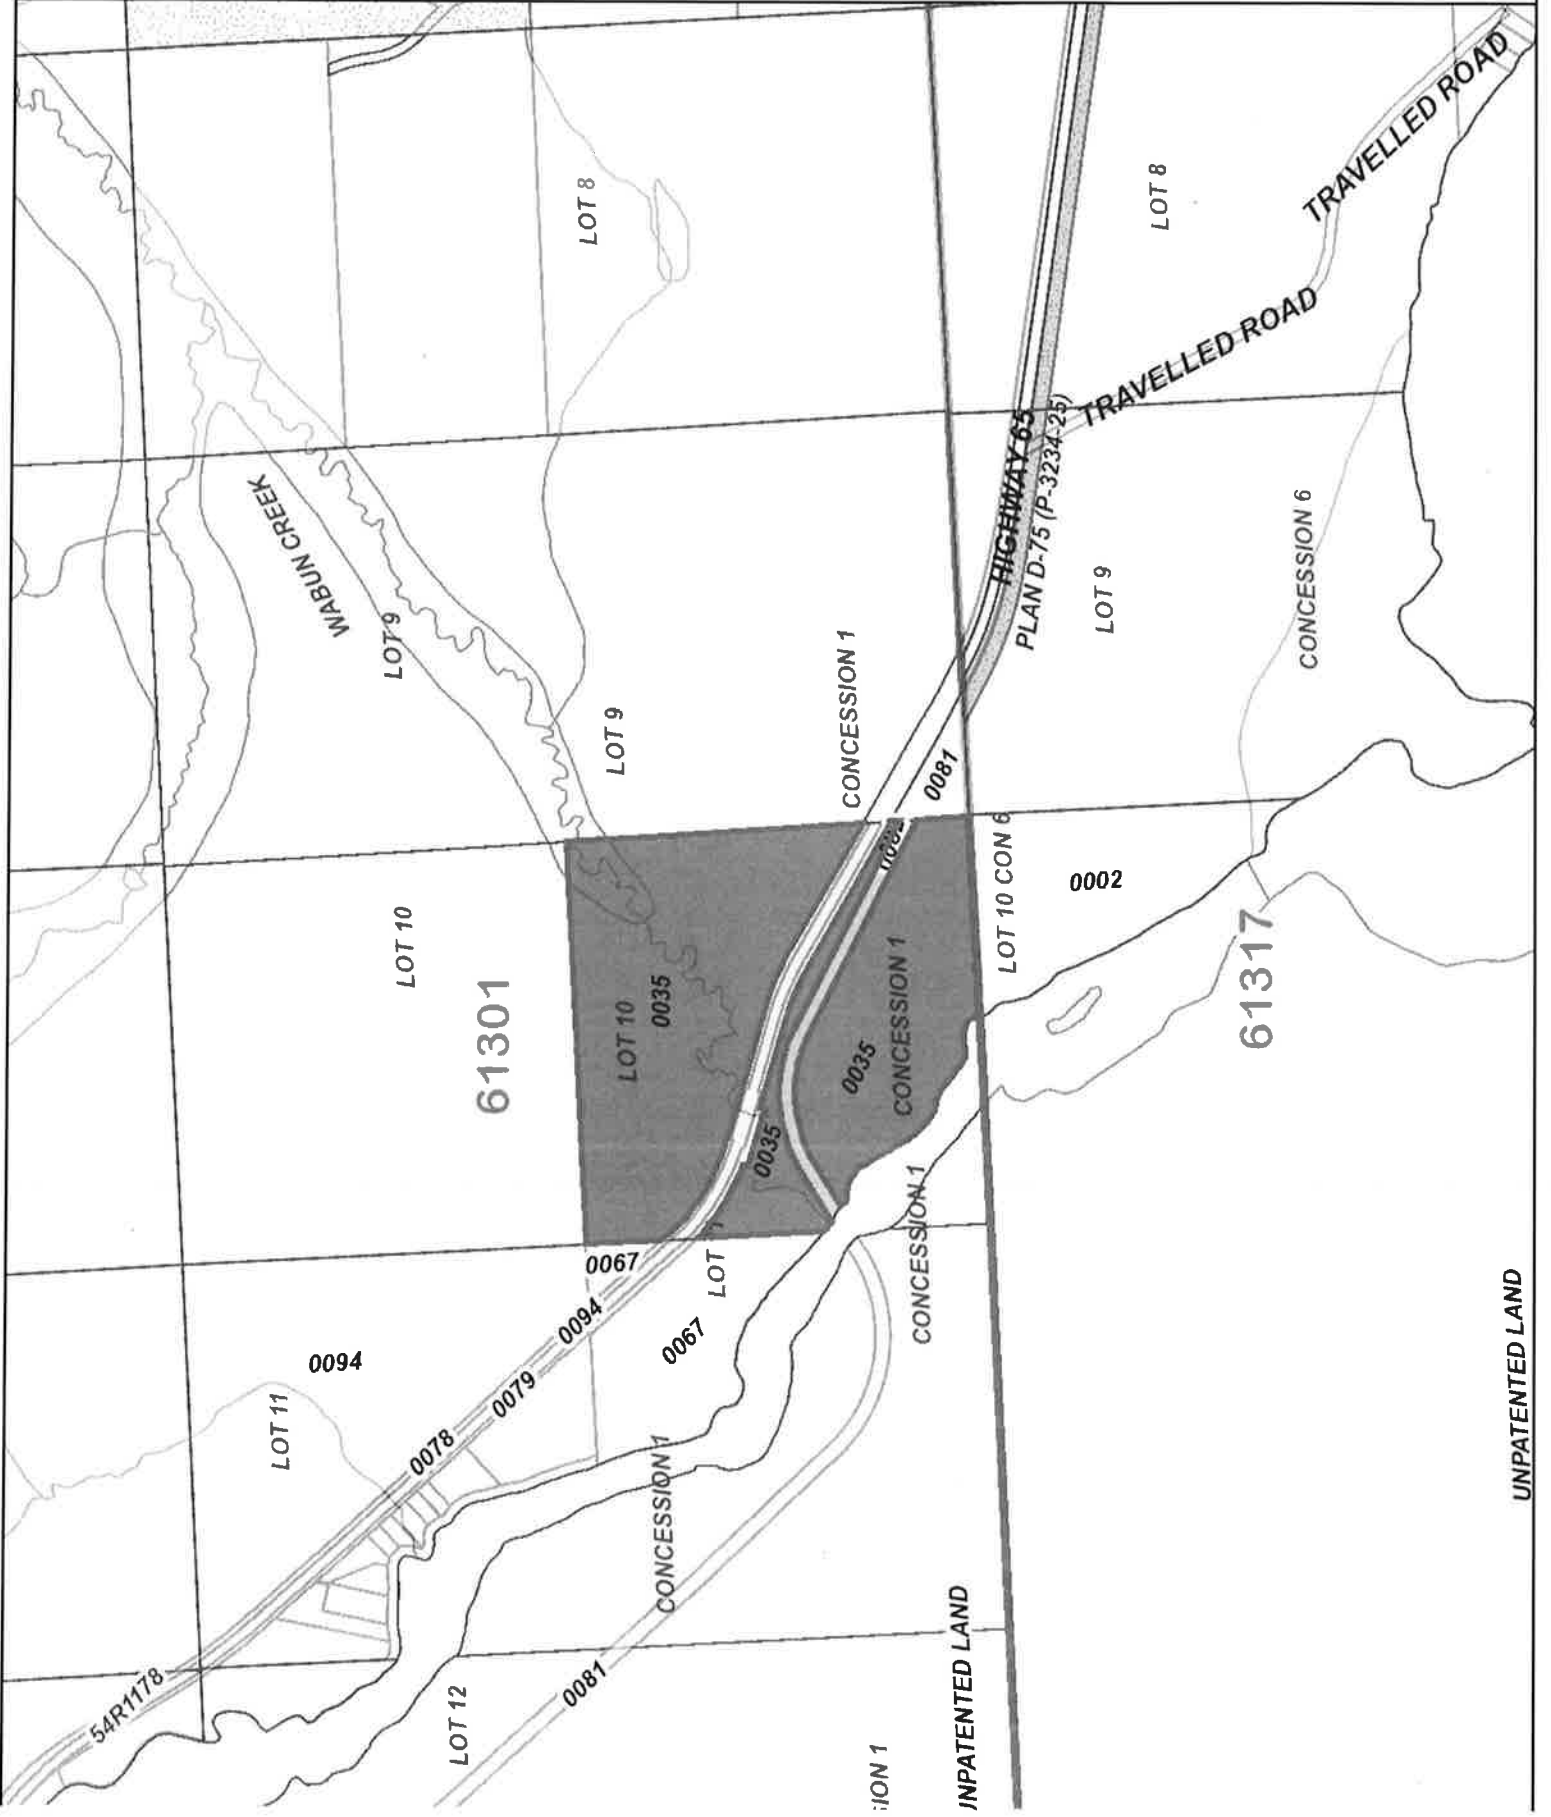 TRAVELLED ROAD
LOT 8
LOT 8
TRAVELLED ROAD
HIGHWAY 65
PLAN D-75 (P-3234-25)
WABUN CREEK
LOT 9
LOT 9
LOT 9
CONCESSION 6
CONCESSION 1
0081
LOT 10 CON 6
0002
LOT 10
61301
LOT 10
0035
CONCESSION 1
0035
0035
61317
0067
LOT
CONCESSION 1
0094
0067
0094
0079
0078
LOT 11
CONCESSION 1
UNPATENTED LAND
54R1178
LOT 12
0081
SION 1
UNPATENTED LAND